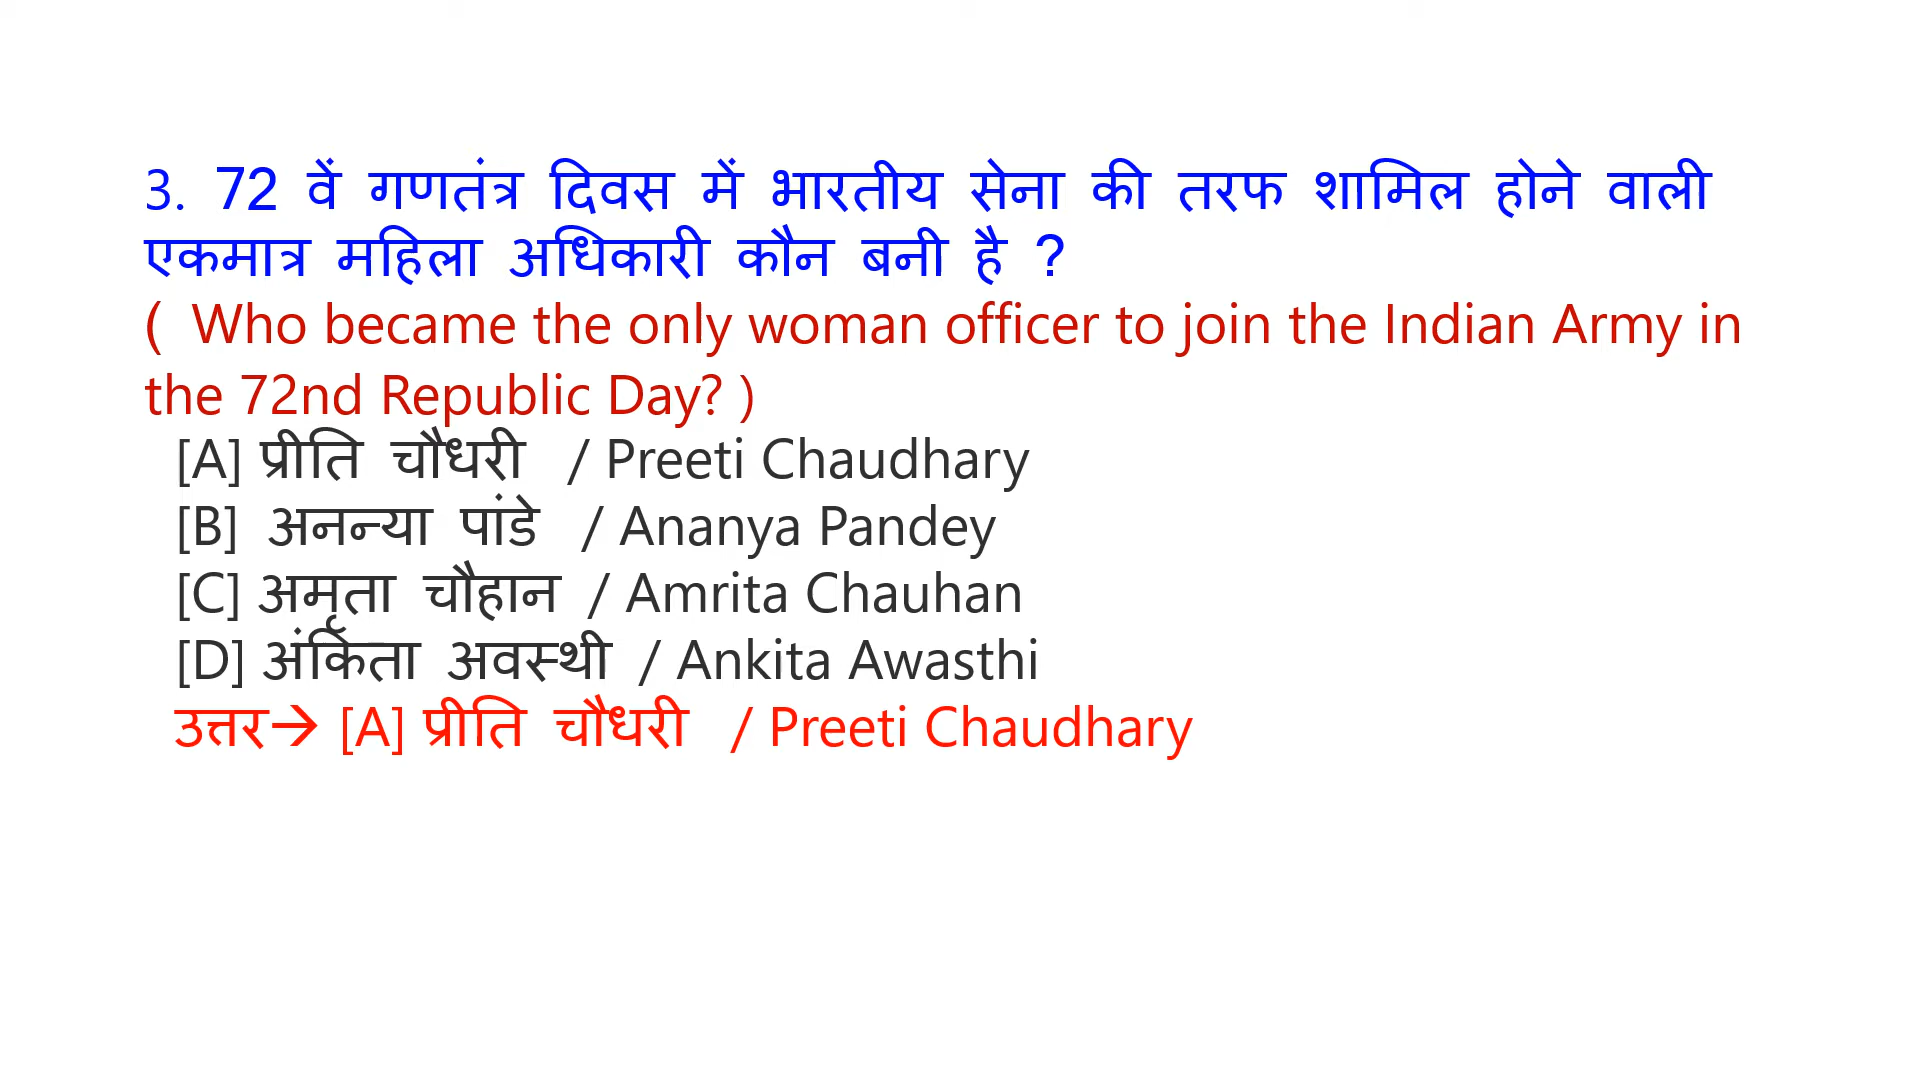 3. 72 वें गणतंत्र दिवस में भारतीय सेना की तरफ शामिल होने वाली
एकमात्र महिला अधिकारी कौन बनी है ?
( Who became the only woman officer to join the Indian Army in
the 72nd Republic Day? )
[A] प्रीति चौधरी / Preeti Chaudhary
[B] अनन्या पांडे / Ananya Pandey
[C] अमृता चौहान / Amrita Chauhan
[D] अंकिता अवस्थी / Ankita Awasthi
उत्तर→ [A] प्रीति चौधरी / Preeti Chaudhary